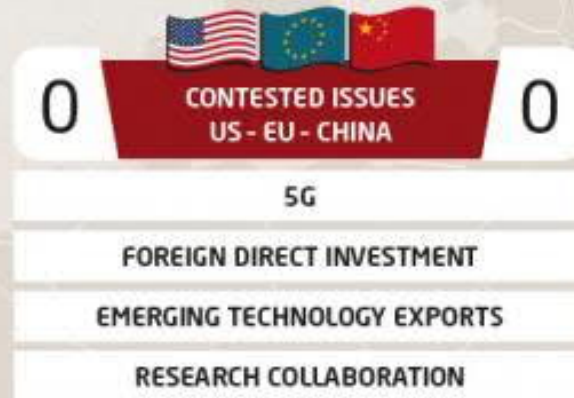 0
CONTESTED ISSUES
US - EU - CHINA
0
5G
FOREIGN DIRECT INVESTMENT
EMERGING TECHNOLOGY EXPORTS
RESEARCH COLLABORATION